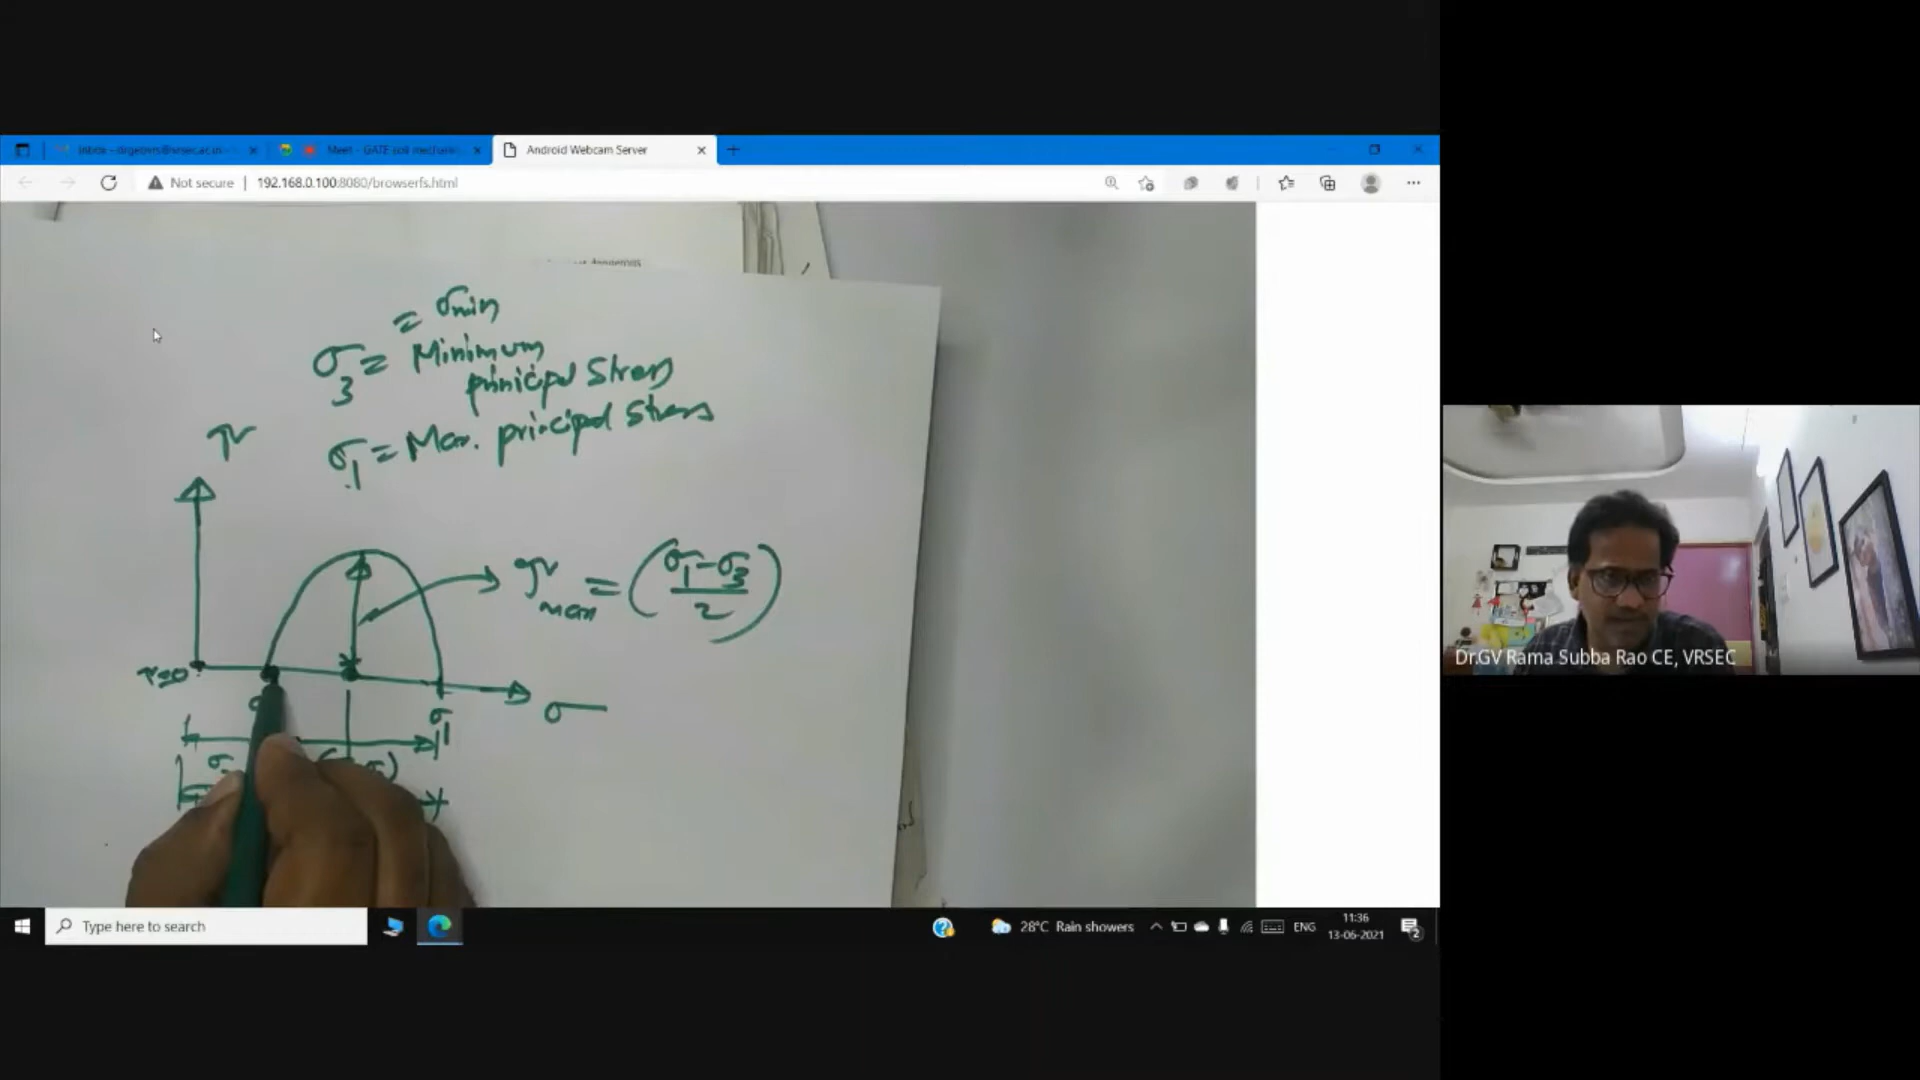 Android Webcam Server
Not secure
192.168.0.100:8080/browserfs.html
= σmin
σ3 = Minimum
principal Stress
σ1 = Max. principal Stress
τ
τmax = (σ1-σ3/2)
τ=0
σ
σ1
Dr.GV Rama Subba Rao CE, VRSEC
Type here to search
28°C Rain showers
ENG
11:36
13-06-2021
2